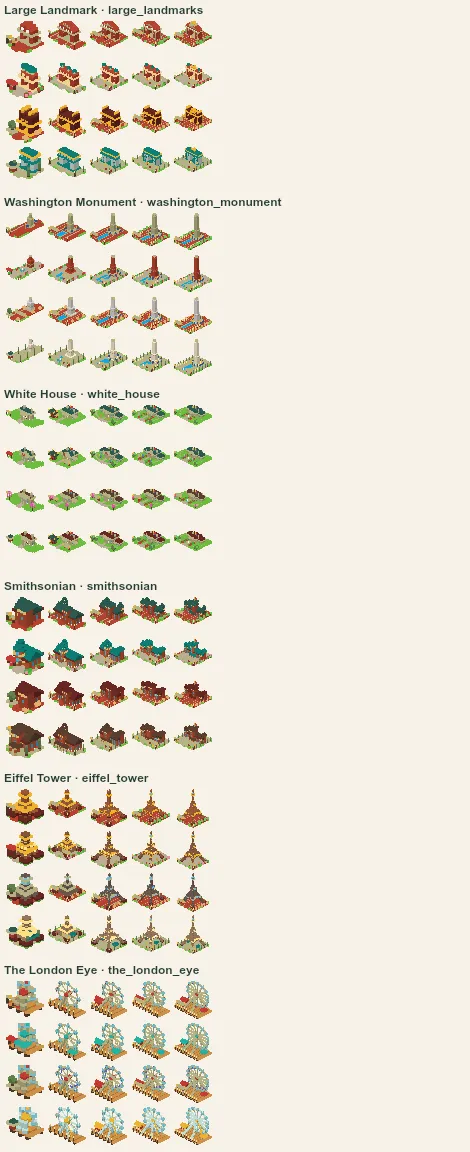 Large Landmark · large_landmarks
Washington Monument · washington_monument
White House · white_house
Smithsonian · smithsonian
Eiffel Tower · eiffel_tower
The London Eye · the_london_eye